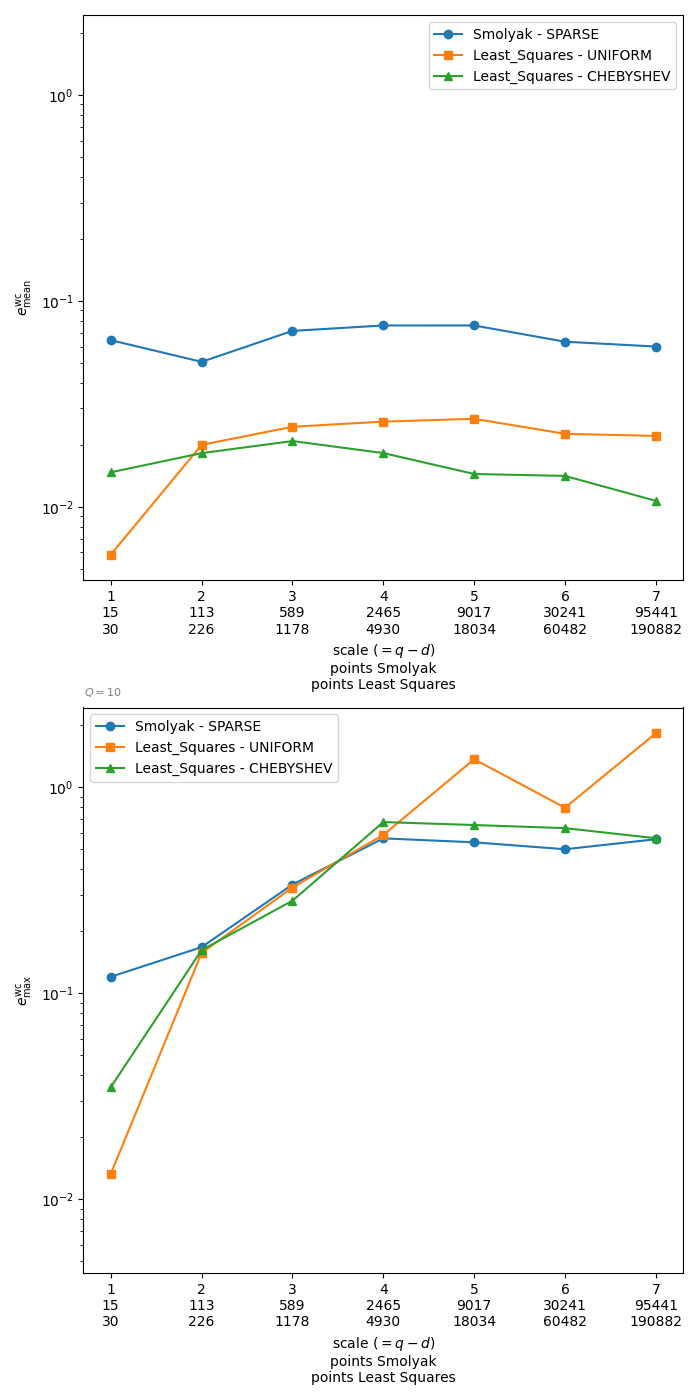 Smolyak - SPARSE
Least_Squares - UNIFORM
Least_Squares - CHEBYSHEV
10⁰
10⁻¹
10⁻²
e^wc_mean
1 2 3 4 5 6 7
15 113 589 2465 9017 30241 95441
30 226 1178 4930 18034 60482 190882
scale (= q − d)
points Smolyak
points Least Squares
Q = 10
Smolyak - SPARSE
Least_Squares - UNIFORM
Least_Squares - CHEBYSHEV
10⁰
10⁻¹
10⁻²
e^wc_max
1 2 3 4 5 6 7
15 113 589 2465 9017 30241 95441
30 226 1178 4930 18034 60482 190882
scale (= q − d)
points Smolyak
points Least Squares